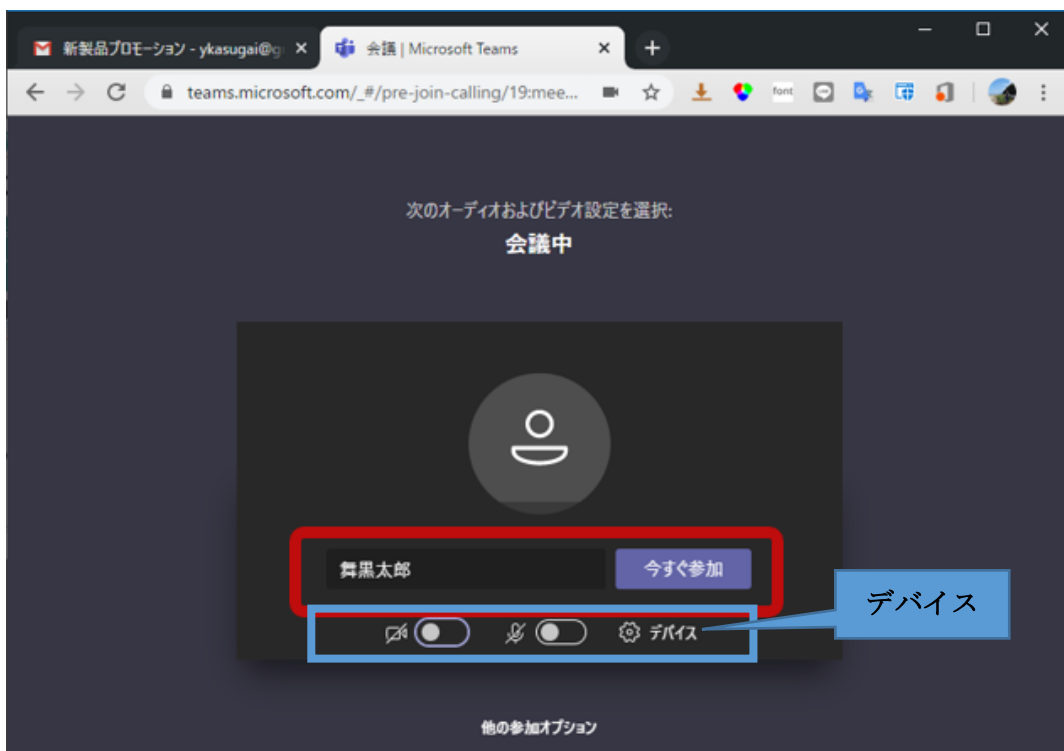 新製品プロモーション - ykasugai@g
会議 | Microsoft Teams
teams.microsoft.com/_#/pre-join-calling/19:mee...
font
次のオーディオおよびビデオ設定を選択:
会議中
舞黒太郎 今すぐ参加
デバイス
デバイス
他の参加オプション